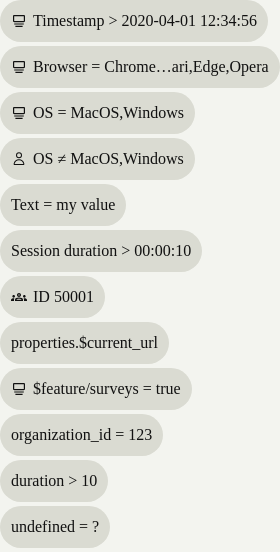 Timestamp > 2020-04-01 12:34:56
Browser = Chrome…ari,Edge,Opera
OS = MacOS,Windows
OS ≠ MacOS,Windows
Text = my value
Session duration > 00:00:10
ID 50001
properties.$current_url
$feature/surveys = true
organization_id = 123
duration > 10
undefined = ?